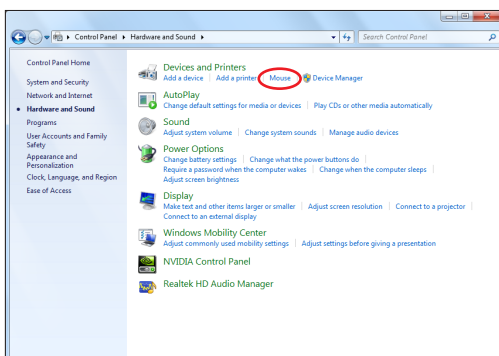 Control Panel ▸ Hardware and Sound ▸
Search Control Panel
Control Panel Home
System and Security
Network and Internet
Hardware and Sound
Programs
User Accounts and Family
Safety
Appearance and
Personalization
Clock, Language, and Region
Ease of Access
Devices and Printers
Add a device | Add a printer | Mouse | Device Manager
AutoPlay
Change default settings for media or devices | Play CDs or other media automatically
Sound
Adjust system volume | Change system sounds | Manage audio devices
Power Options
Change battery settings | Change what the power buttons do |
Require a password when the computer wakes | Change when the computer sleeps |
Adjust screen brightness
Display
Make text and other items larger or smaller | Adjust screen resolution | Connect to a projector |
Connect to an external display
Windows Mobility Center
Adjust commonly used mobility settings | Adjust settings before giving a presentation
NVIDIA Control Panel
Realtek HD Audio Manager